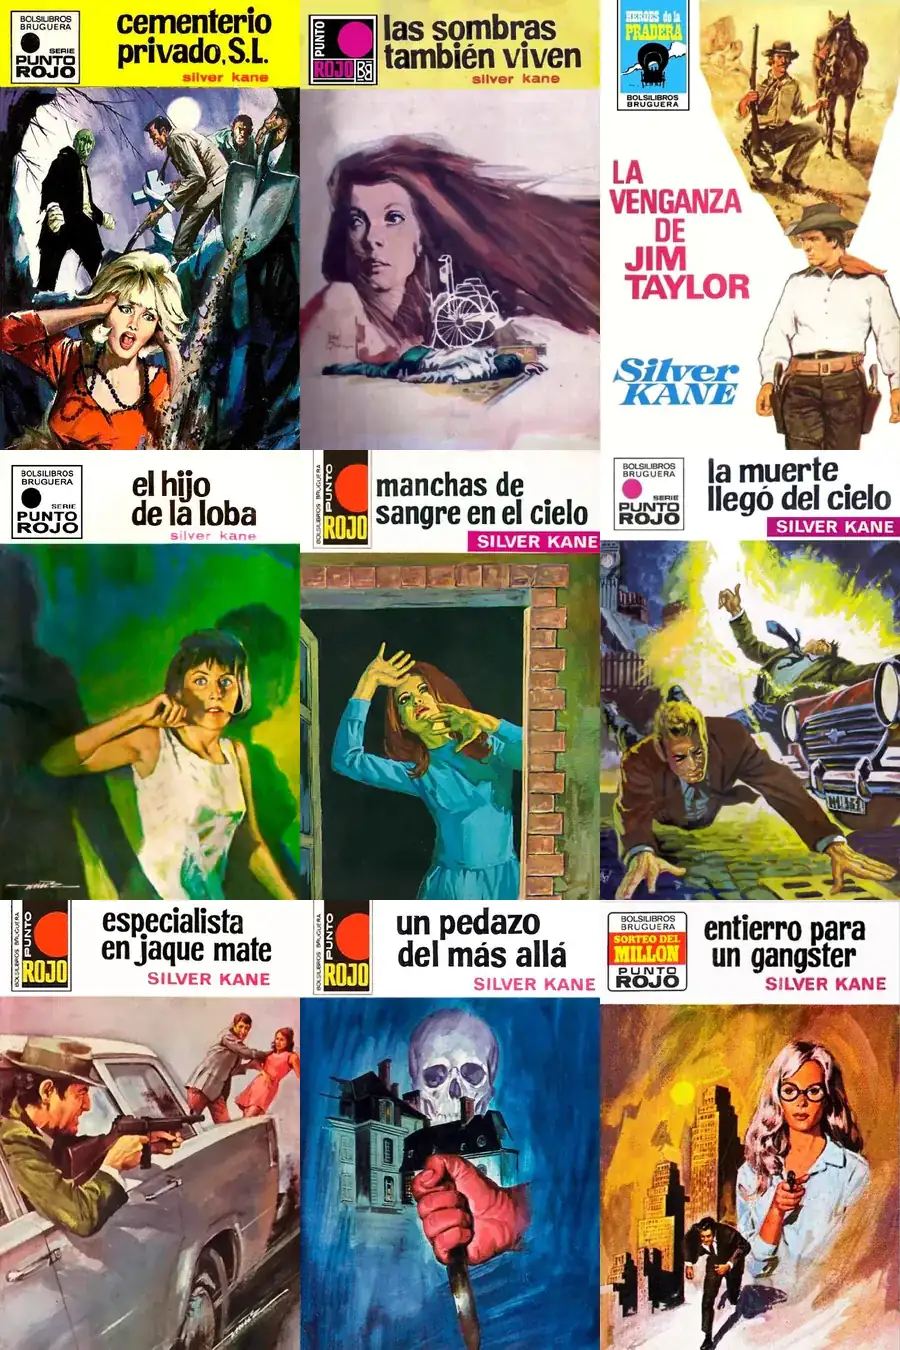 BOLSILIBROS
BRUGUERA
SERIE
PUNTO
ROJO
cementerio
privado, S.L.
silver kane
PUNTO
ROJO
BB
las sombras
también viven
silver kane
HEROES de la
PRADERA
BOLSILIBROS
BRUGUERA
LA
VENGANZA
DE
JIM
TAYLOR
Silver
KANE
BOLSILIBROS
BRUGUERA
SERIE
PUNTO
ROJO
el hijo
de la loba
silver kane
BOLSILIBROS BRUGUERA
PUNTO
ROJO
manchas de
sangre en el cielo
SILVER KANE
BOLSILIBROS
BRUGUERA
SERIE
PUNTO
ROJO
la muerte
llegó del cielo
SILVER KANE
BOLSILIBROS BRUGUERA
PUNTO
ROJO
especialista
en jaque mate
SILVER KANE
BOLSILIBROS BRUGUERA
PUNTO
ROJO
un pedazo
del más allá
SILVER KANE
BOLSILIBROS
BRUGUERA
SORTEO DEL
MILLON
PUNTO
ROJO
entierro para
un gangster
SILVER KANE